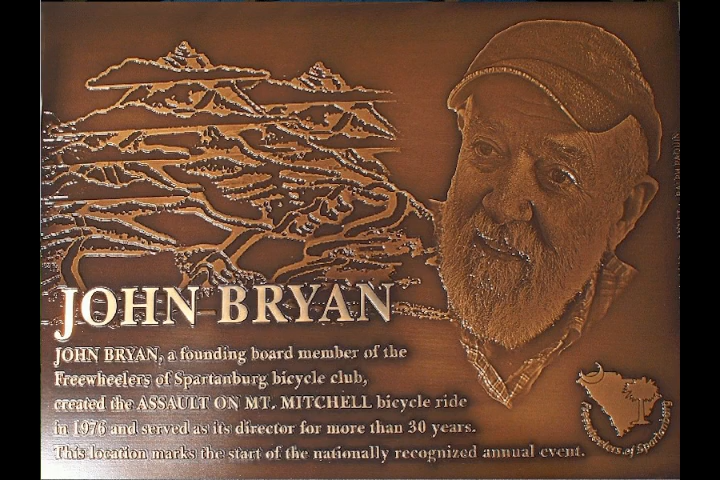 JOHN BRYAN
JOHN BRYAN, a founding board member of the
Freewheelers of Spartanburg bicycle club,
created the ASSAULT ON MT. MITCHELL bicycle ride
in 1976 and served as its director for more than 30 years.
This location marks the start of the nationally recognized annual event.
Freewheelers of Spartanburg